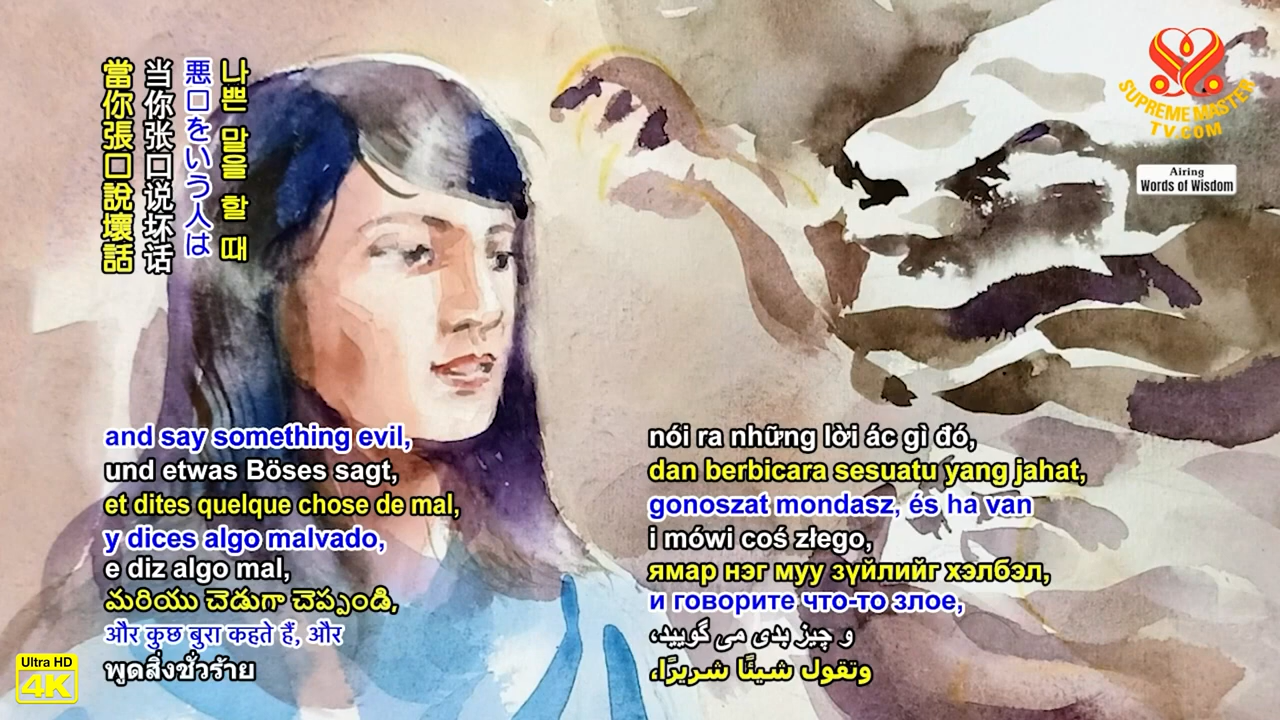 當你張口說壞話
当你张口说坏话
悪口をいう人は
나쁜 말을 할 때
and say something evil,
und etwas Böses sagt,
et dites quelque chose de mal,
y dices algo malvado,
e diz algo mal,
మరియు చెడుగా చెప్పండి,
और कुछ बुरा कहते हैं, और
พูดสิ่งชั่วร้าย
nói ra những lời ác gì đó,
dan berbicara sesuatu yang jahat,
gonoszat mondasz, és ha van
i mówi coś złego,
ямар нэг муу зүйлийг хэлбэл,
и говорите что-то злое,
و چیز بدی می گویید،
وتقول شيئًا شريرًا،
SUPREME MASTER
TV.COM
Airing
Words of Wisdom
Ultra HD
4K